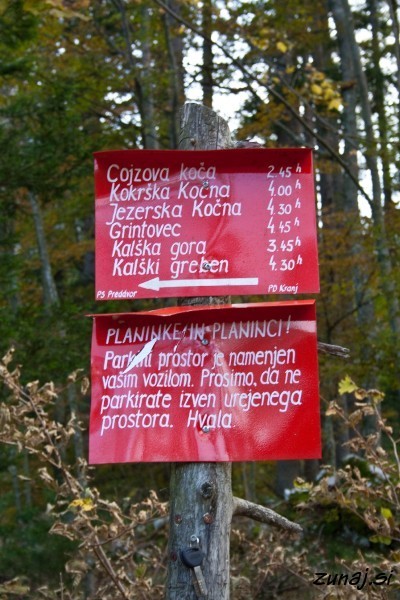 Cojzova koča 2.45 h
Kokrška Kočna 4.00 h
Jezerska Kočna 4.30 h
Grintovec 4.45 h
Kalška gora 3.45 h
Kalški greben 4.30 h
PS Preddvor PD Kranj
PLANINKE IN PLANINCI!
Parkirni prostor je namenjen
vašim vozilom. Prosimo, da ne
parkirate izven urejenega
prostora. Hvala.
zunaj.si